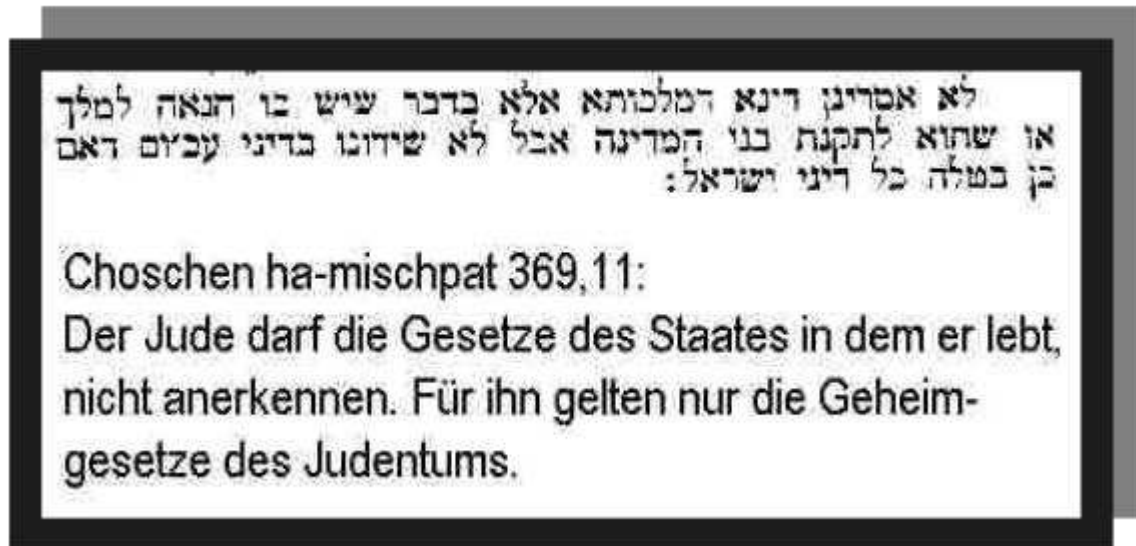 לא אמרינן דינא דמלכותא אלא בדבר שיש בו הנאה למלך
או שהוא לתקנת בני המדינה אבל לא שידונו בדיני עכו״ם דאם
כן בטלה כל דיני ישראל:
Choschen ha-mischpat 369,11:
Der Jude darf die Gesetze des Staates in dem er lebt,
nicht anerkennen. Für ihn gelten nur die Geheim-
gesetze des Judentums.